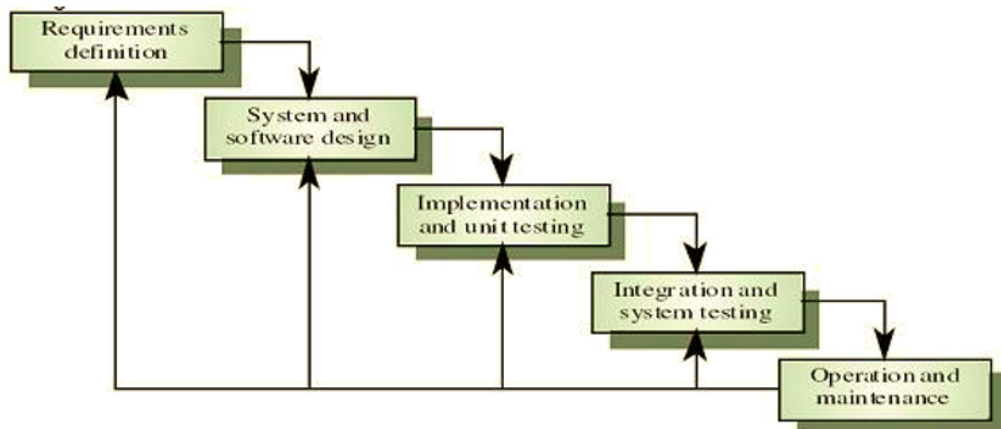 Requirements
definition
System and
software design
Implementation
and unit testing
Integration and
system testing
Operation and
maintenance